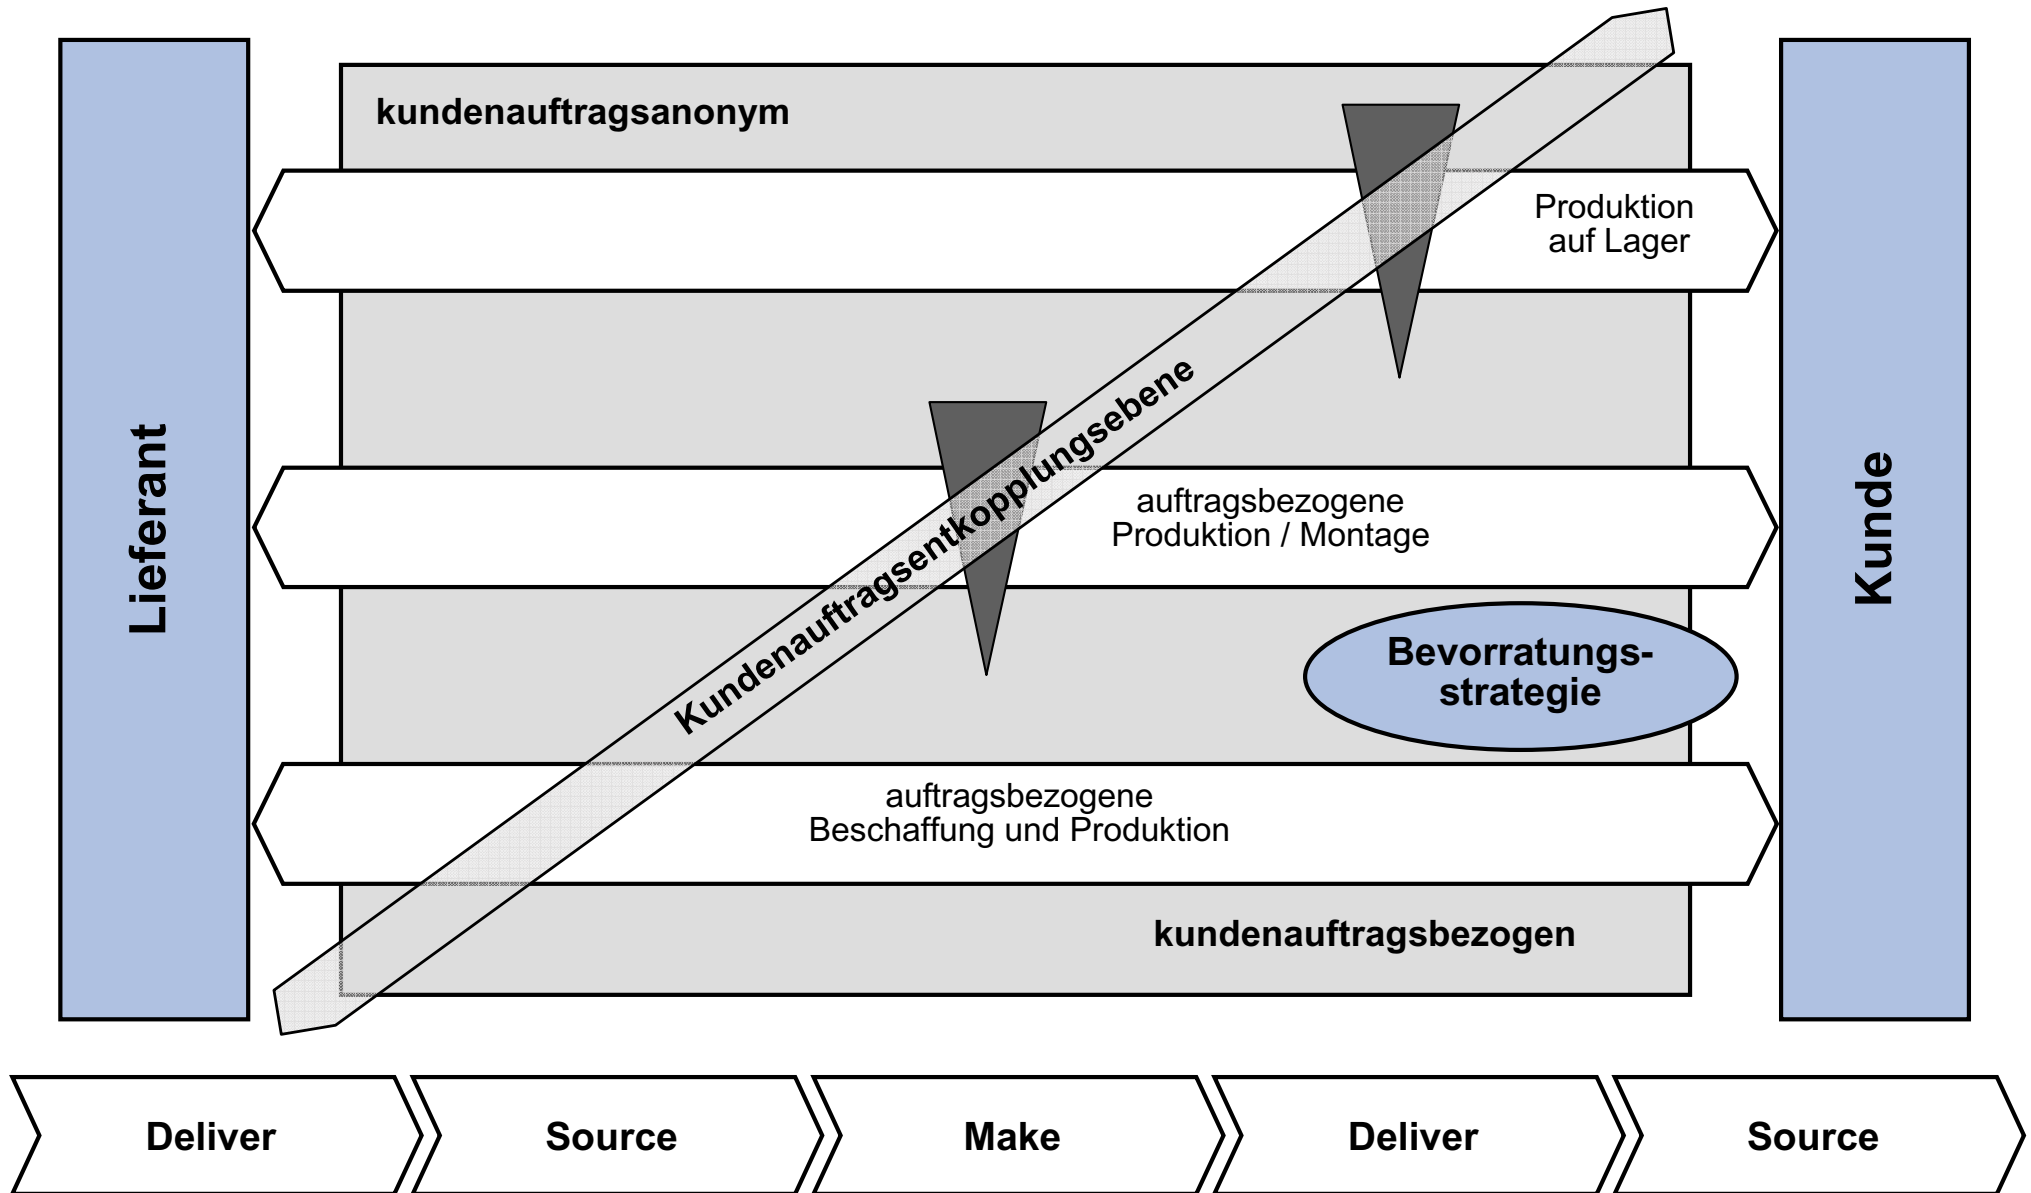 kundenauftragsanonym
Produktion
auf Lager
Lieferant
Kundenauftragsentkopplungsebene
auftragsbezogene
Produktion / Montage
Kunde
Bevorratungs-
strategie
auftragsbezogene
Beschaffung und Produktion
kundenauftragsbezogen
Deliver
Source
Make
Deliver
Source